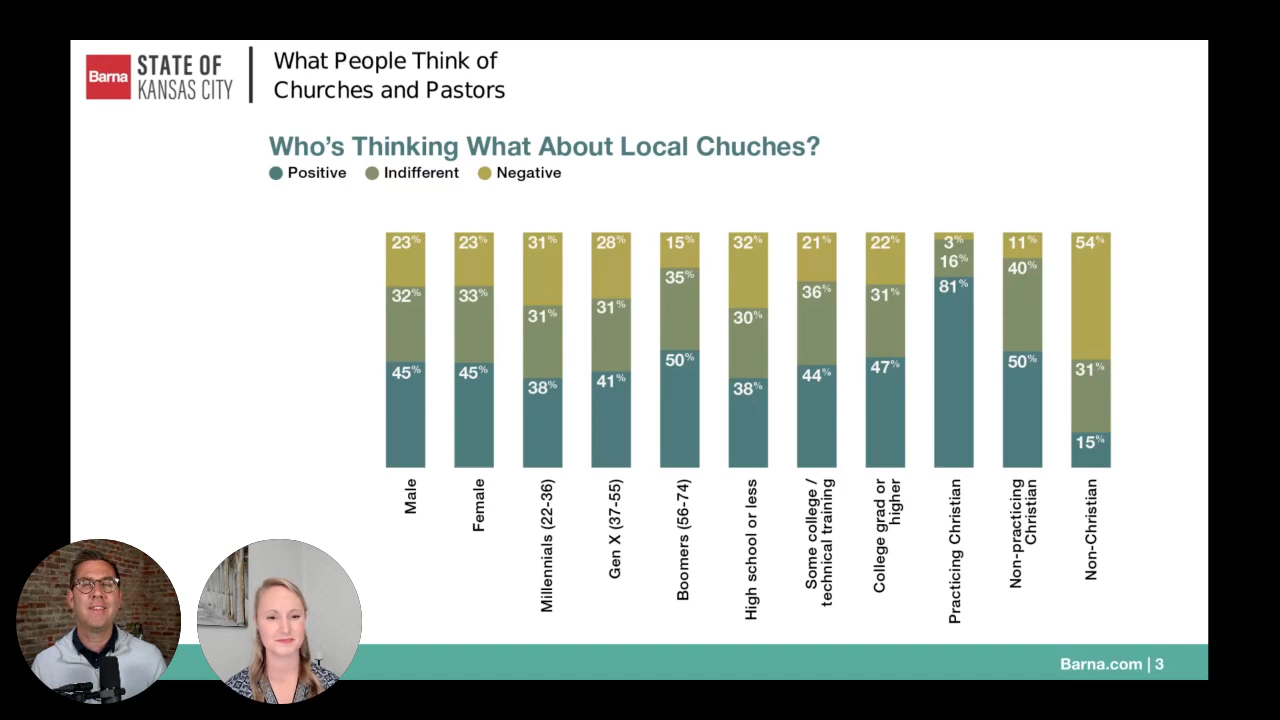 Barna
STATE OF
KANSAS CITY
What People Think of
Churches and Pastors
Who's Thinking What About Local Chuches?
Positive Indifferent Negative
23% 23% 31% 28% 15% 32% 21% 22% 3% 11% 54%
32% 33% 31% 31% 35% 30% 36% 31% 16% 40% 31%
45% 45% 38% 41% 50% 38% 44% 47% 81% 50% 15%
Male
Female
Millennials (22-36)
Gen X (37-55)
Boomers (56-74)
High school or less
Some college /
technical training
College grad or
higher
Practicing Christian
Non-practicing
Christian
Non-Christian
Barna.com | 3